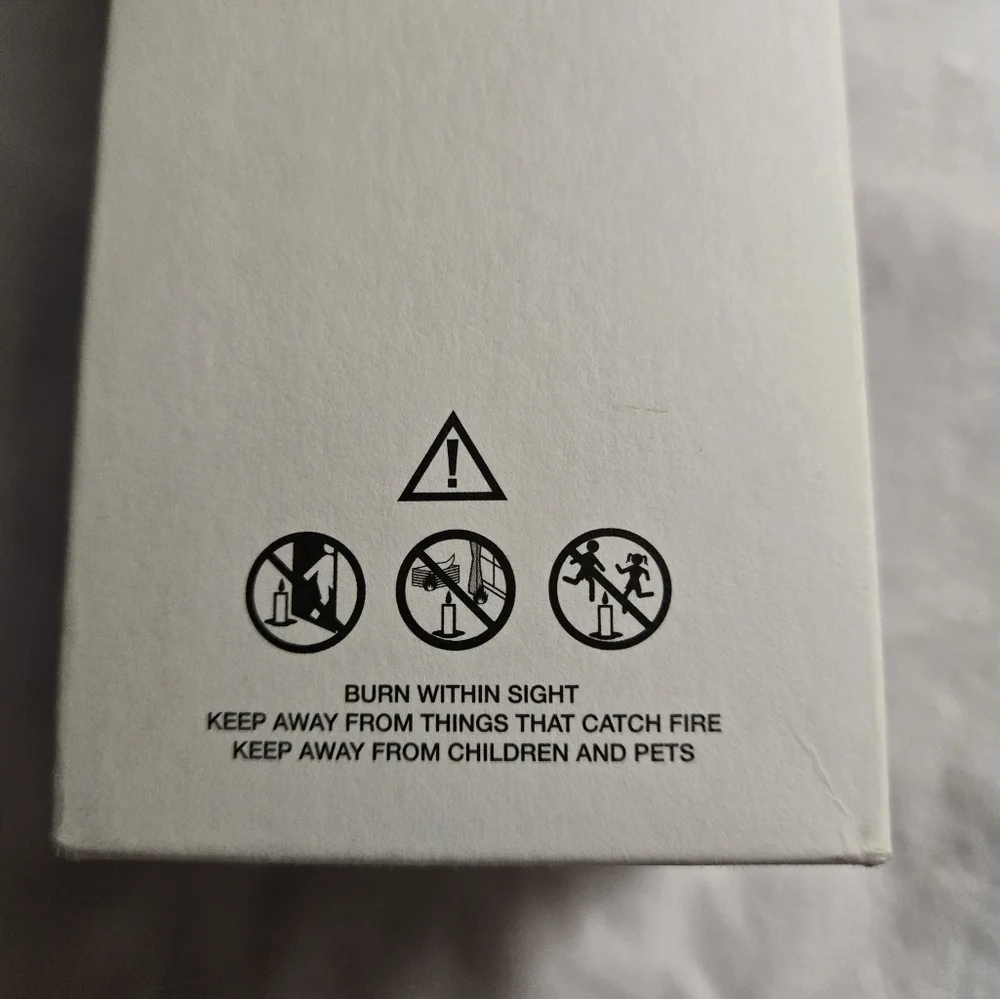 BURN WITHIN SIGHT
KEEP AWAY FROM THINGS THAT CATCH FIRE
KEEP AWAY FROM CHILDREN AND PETS